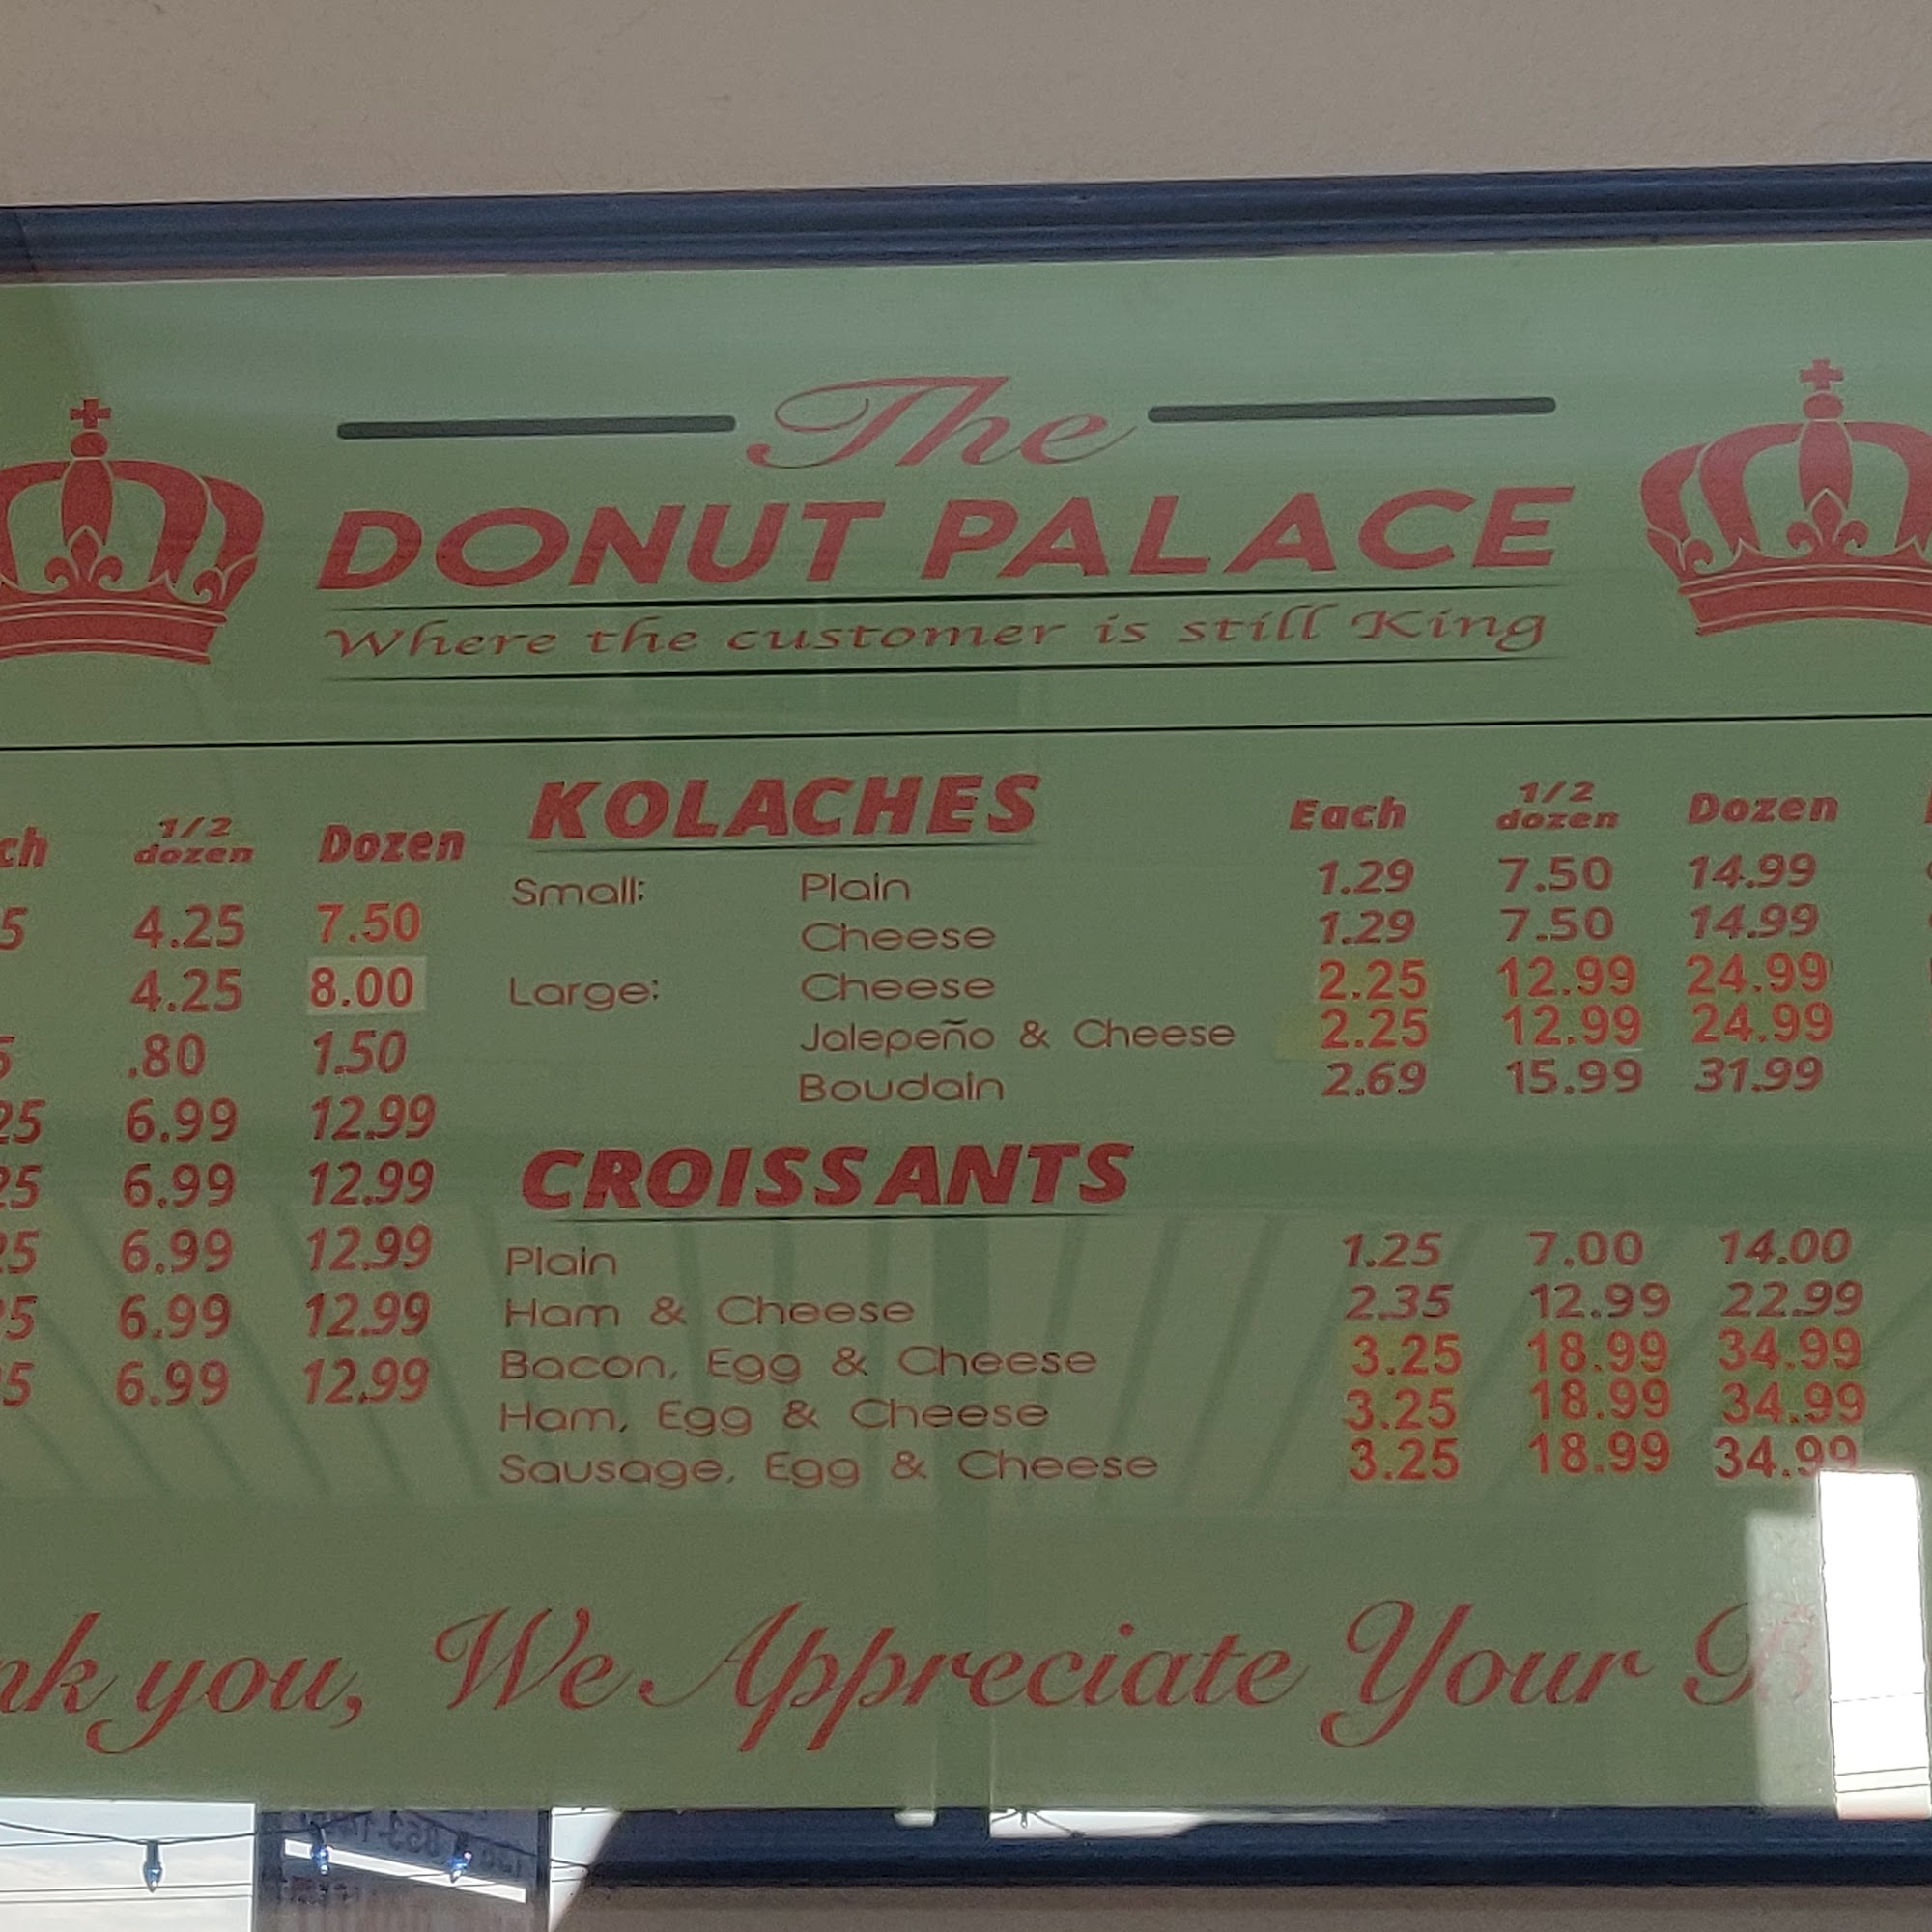 The
DONUT PALACE
Where the customer is still King
1/2 dozen Dozen
4.25 7.50
4.25 8.00
.80 1.50
6.99 12.99
6.99 12.99
6.99 12.99
6.99 12.99
6.99 12.99
KOLACHES Each 1/2 dozen Dozen
Small: Plain 1.29 7.50 14.99
Cheese 1.29 7.50 14.99
Large: Cheese 2.25 12.99 24.99
Jalepeño & Cheese 2.25 12.99 24.99
Boudain 2.69 15.99 31.99
CROISSANTS
Plain 1.25 7.00 14.00
Ham & Cheese 2.35 12.99 22.99
Bacon, Egg & Cheese 3.25 18.99 34.99
Ham, Egg & Cheese 3.25 18.99 34.99
Sausage, Egg & Cheese 3.25 18.99 34.99
you, We Appreciate Your